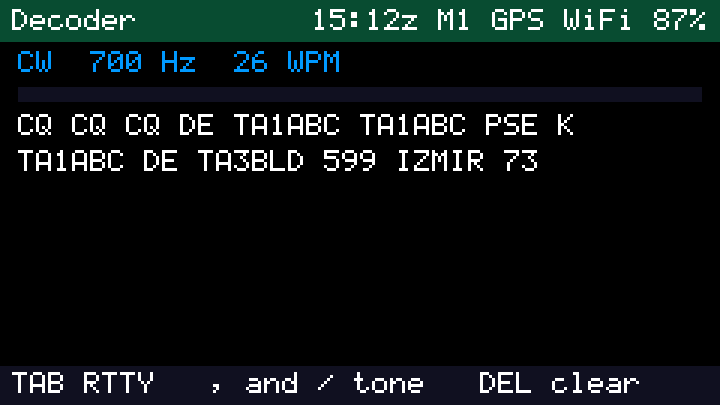 Decoder 15:12z M1 GPS WiFi 87%
CW 700 Hz 26 WPM
CQ CQ CQ DE TA1ABC TA1ABC PSE K
TA1ABC DE TA3BLD 599 IZMIR 73
TAB RTTY , and / tone DEL clear